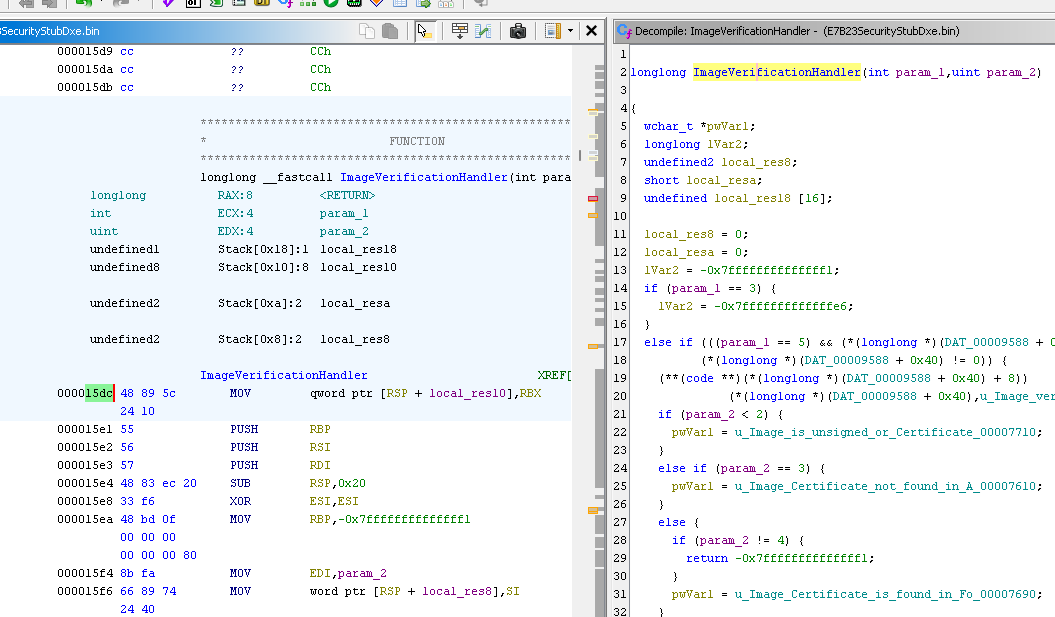 3SecurityStubDxe.bin
000015d9 cc ?? CCh
000015da cc ?? CCh
000015db cc ?? CCh
*****************************************************
* FUNCTION
*****************************************************
longlong __fastcall ImageVerificationHandler(int para
longlong RAX:8 <RETURN>
int ECX:4 param_1
uint EDX:4 param_2
undefined1 Stack[0x18]:1 local_res18
undefined8 Stack[0x10]:8 local_res10
undefined2 Stack[0xa]:2 local_resa
undefined2 Stack[0x8]:2 local_res8
ImageVerificationHandler XREF[
000015dc 48 89 5c MOV qword ptr [RSP + local_res10],RBX
24 10
000015e1 55 PUSH RBP
000015e2 56 PUSH RSI
000015e3 57 PUSH RDI
000015e4 48 83 ec 20 SUB RSP,0x20
000015e8 33 f6 XOR ESI,ESI
000015ea 48 bd 0f MOV RBP,-0x7ffffffffffffff1
00 00 00
00 00 00 80
000015f4 8b fa MOV EDI,param_2
000015f6 66 89 74 MOV word ptr [RSP + local_res8],SI
24 40
Decompile: ImageVerificationHandler - (E7B23SecurityStubDxe.bin)
1
2 longlong ImageVerificationHandler(int param_1,uint param_2)
3
4 {
5 wchar_t *pwVar1;
6 longlong lVar2;
7 undefined2 local_res8;
8 short local_resa;
9 undefined local_res18 [16];
10
11 local_res8 = 0;
12 local_resa = 0;
13 lVar2 = -0x7ffffffffffffff1;
14 if (param_1 == 3) {
15 lVar2 = -0x7fffffffffffffe6;
16 }
17 else if (((param_1 == 5) && (*(longlong *)(DAT_00009588 + 0
18 (*(longlong *)(DAT_00009588 + 0x40) != 0)) {
19 (**(code **)(*(longlong *)(DAT_00009588 + 0x40) + 8))
20 (*(longlong *)(DAT_00009588 + 0x40),u_Image_ver
21 if (param_2 < 2) {
22 pwVar1 = u_Image_is_unsigned_or_Certificate_00007710;
23 }
24 else if (param_2 == 3) {
25 pwVar1 = u_Image_Certificate_not_found_in_A_00007610;
26 }
27 else {
28 if (param_2 != 4) {
29 return -0x7ffffffffffffff1;
30 }
31 pwVar1 = u_Image_Certificate_is_found_in_Fo_00007690;
32 }